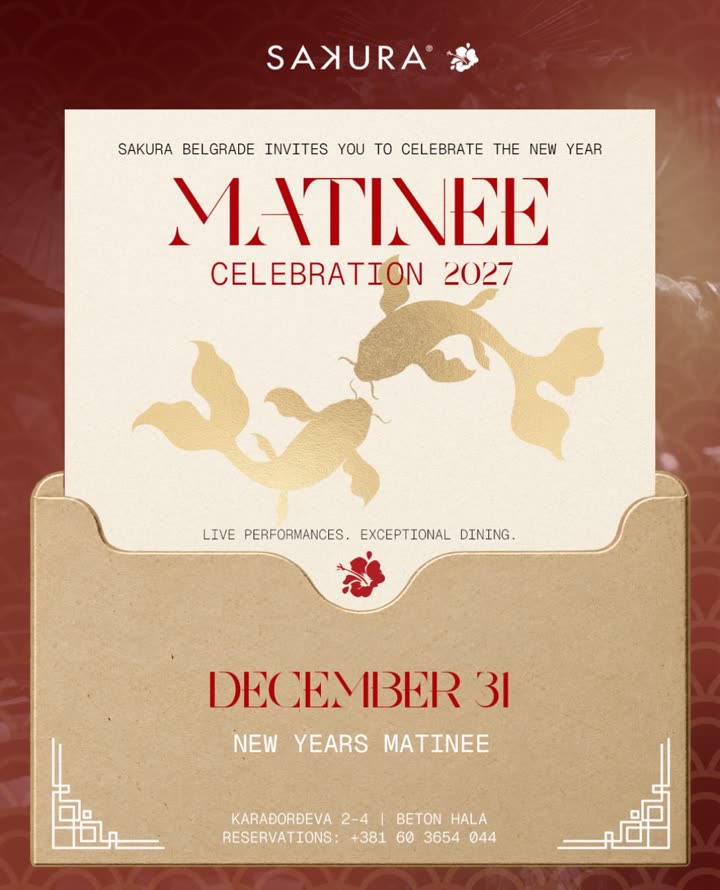 SAKURA®
SAKURA BELGRADE INVITES YOU TO CELEBRATE THE NEW YEAR
MATINEE
CELEBRATION 2027
LIVE PERFORMANCES. EXCEPTIONAL DINING.
DECEMBER 31
NEW YEARS MATINEE
KARAĐORĐEVA 2-4 | BETON HALA
RESERVATIONS: +381 60 3654 044